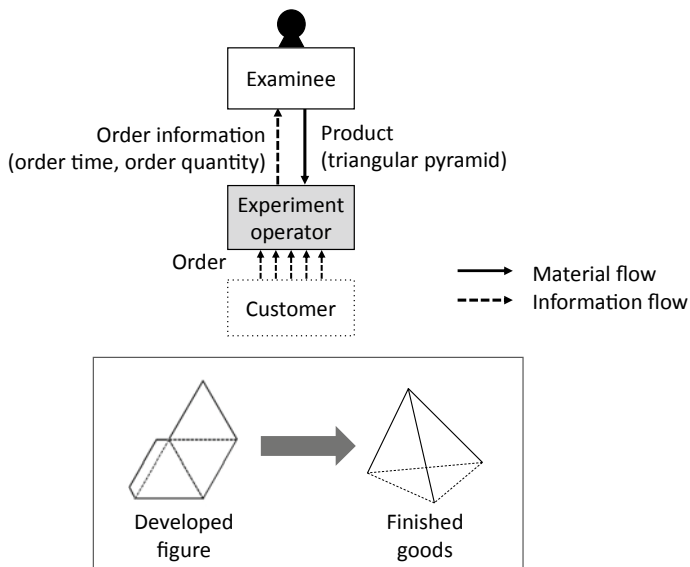 Examinee
Order information
(order time, order quantity)
Product
(triangular pyramid)
Experiment
operator
Order
Customer
Material flow
Information flow
Developed
figure
Finished
goods